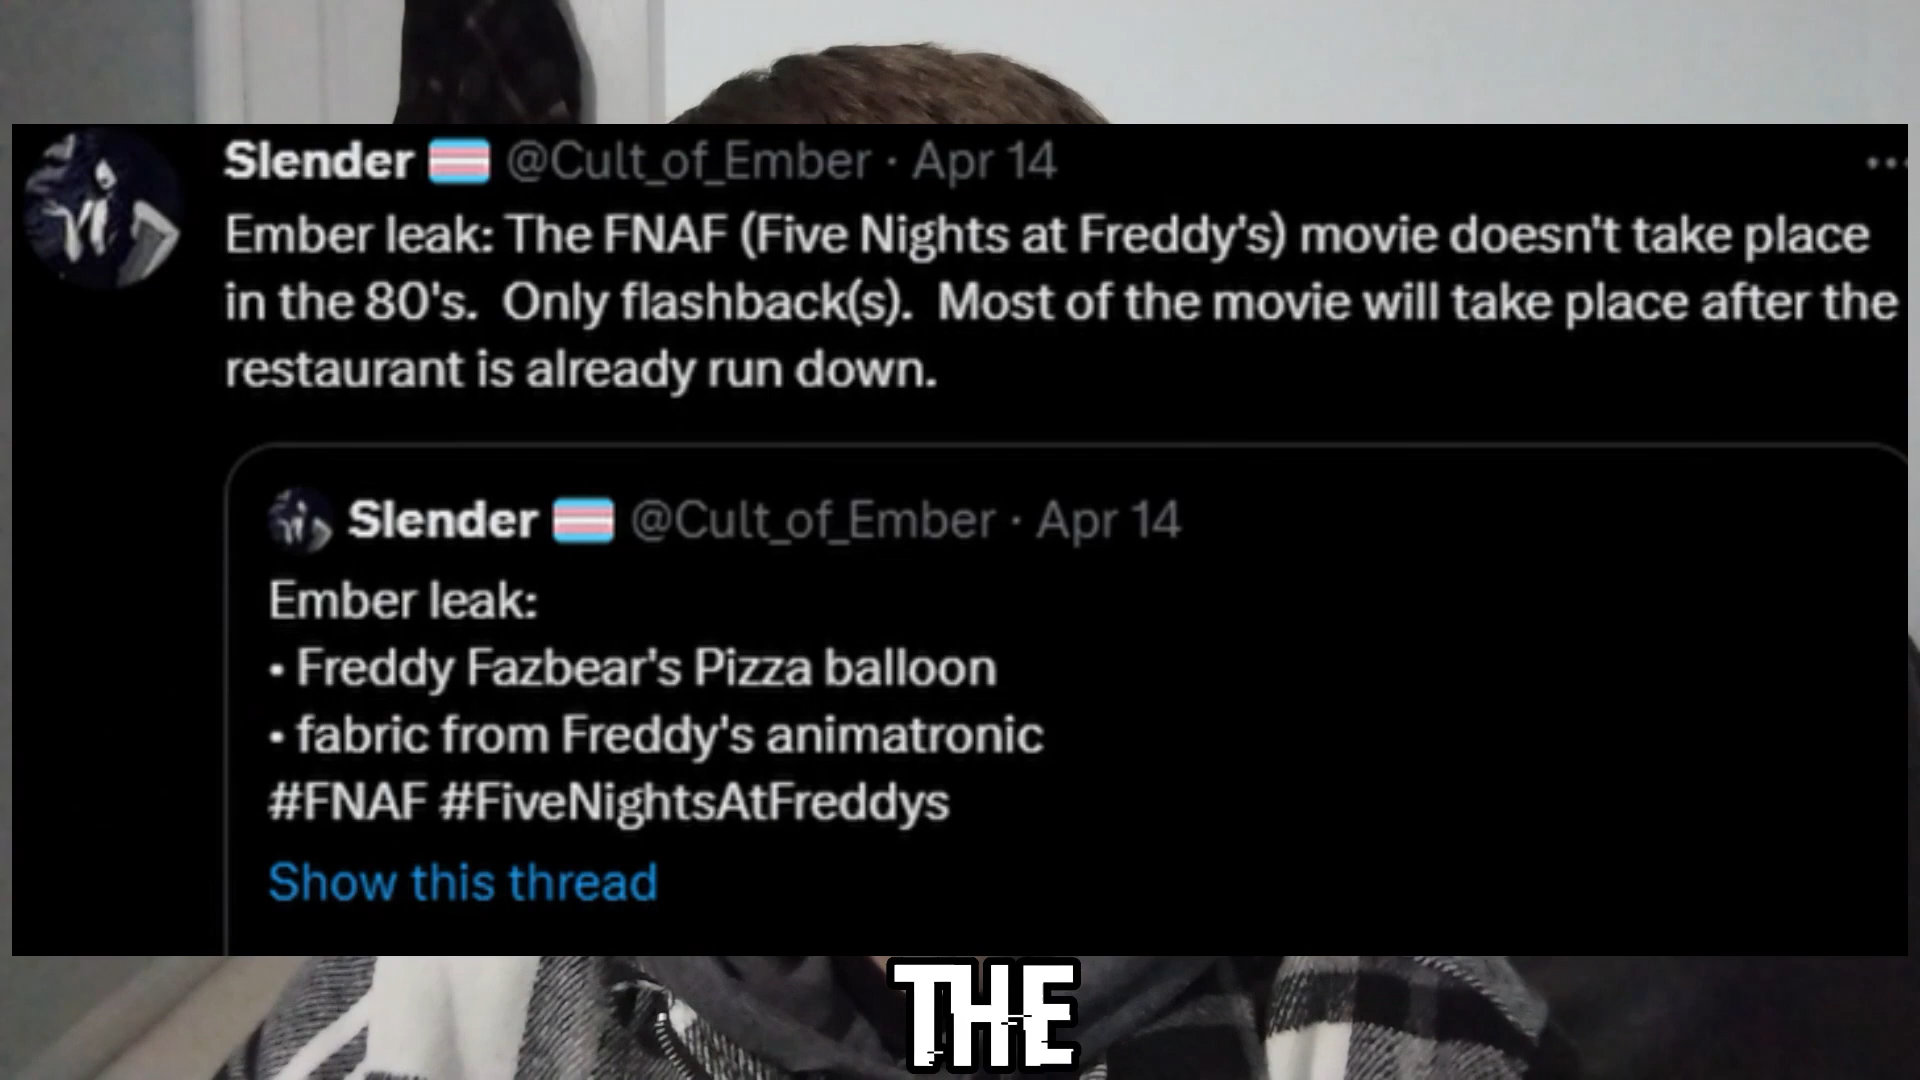 Slender @Cult_of_Ember · Apr 14
Ember leak: The FNAF (Five Nights at Freddy's) movie doesn't take place
in the 80's. Only flashback(s). Most of the movie will take place after the
restaurant is already run down.
Slender @Cult_of_Ember · Apr 14
Ember leak:
• Freddy Fazbear's Pizza balloon
• fabric from Freddy's animatronic
#FNAF #FiveNightsAtFreddys
Show this thread
THE